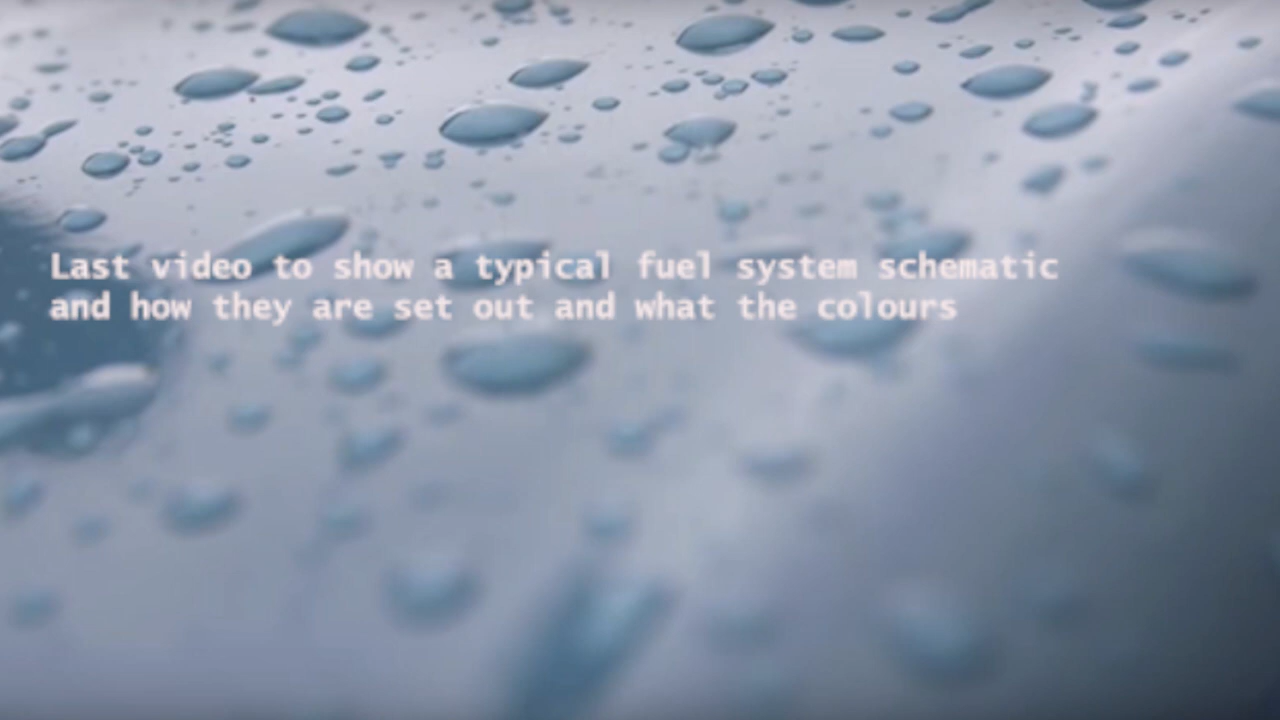 Last video to show a typical fuel system schematic
and how they are set out and what the colours